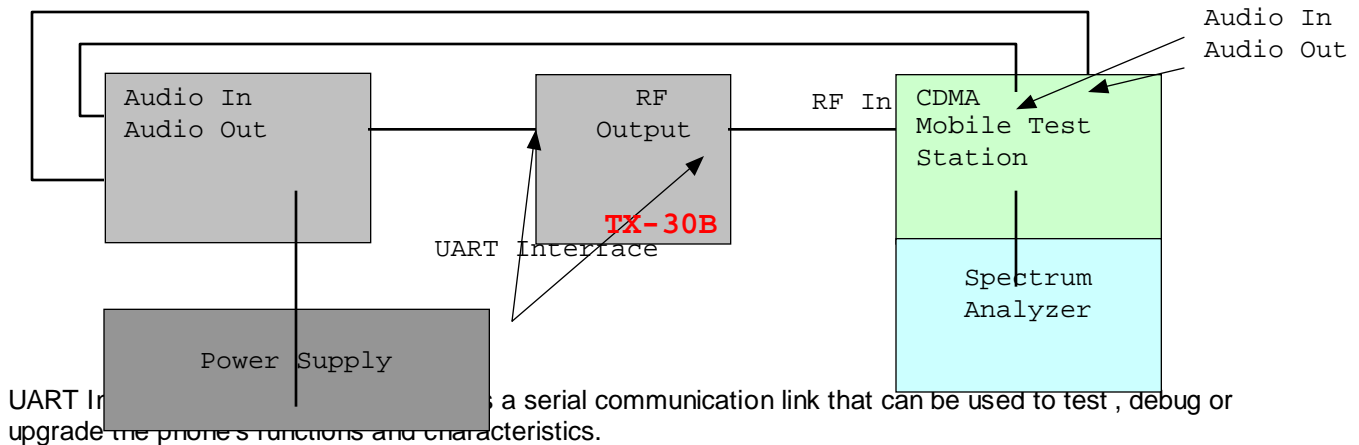 Audio In
Audio Out
Audio In
Audio Out
RF
Output
RF In
CDMA
Mobile Test
Station
TX-30B
UART Interface
Spectrum
Analyzer
Power Supply
UART a serial communication link that can be used to test , debug or
upgrade the phone's functions and characteristics.